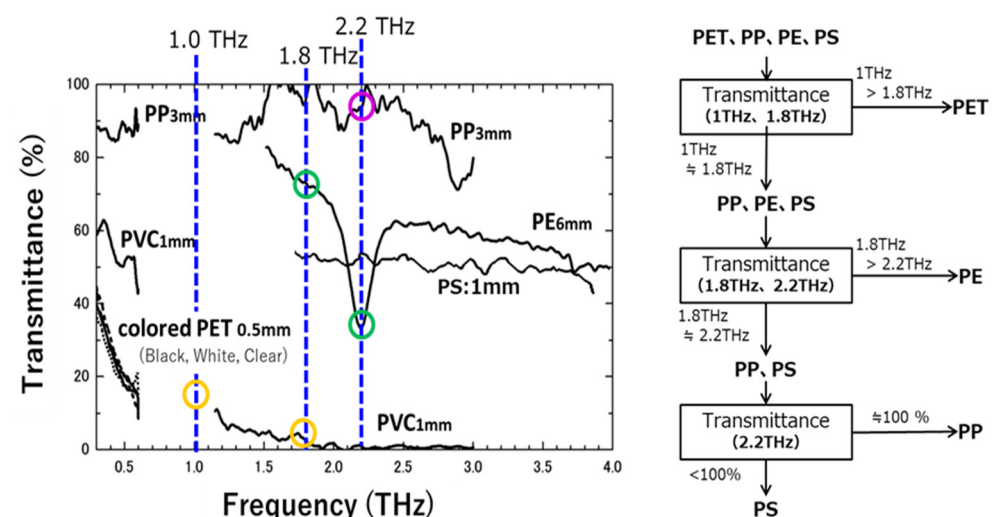 1.0 THz
1.8 THz
2.2 THz
Transmittance (%)
100
80
60
40
20
0
PP3mm
PP3mm
PVC1mm
PE6mm
PS:1mm
colored PET 0.5mm
(Black, White, Clear)
PVC1mm
0.5
1.0
1.5
2.0
2.5
3.0
3.5
4.0
Frequency (THz)
PET、PP、PE、PS
Transmittance
(1THz、1.8THz)
1THz
> 1.8THz
PET
1THz
≒ 1.8THz
PP、PE、PS
Transmittance
(1.8THz、2.2THz)
1.8THz
> 2.2THz
PE
1.8THz
≒ 2.2THz
PP、PS
Transmittance
(2.2THz)
≒100 %
PP
<100%
PS